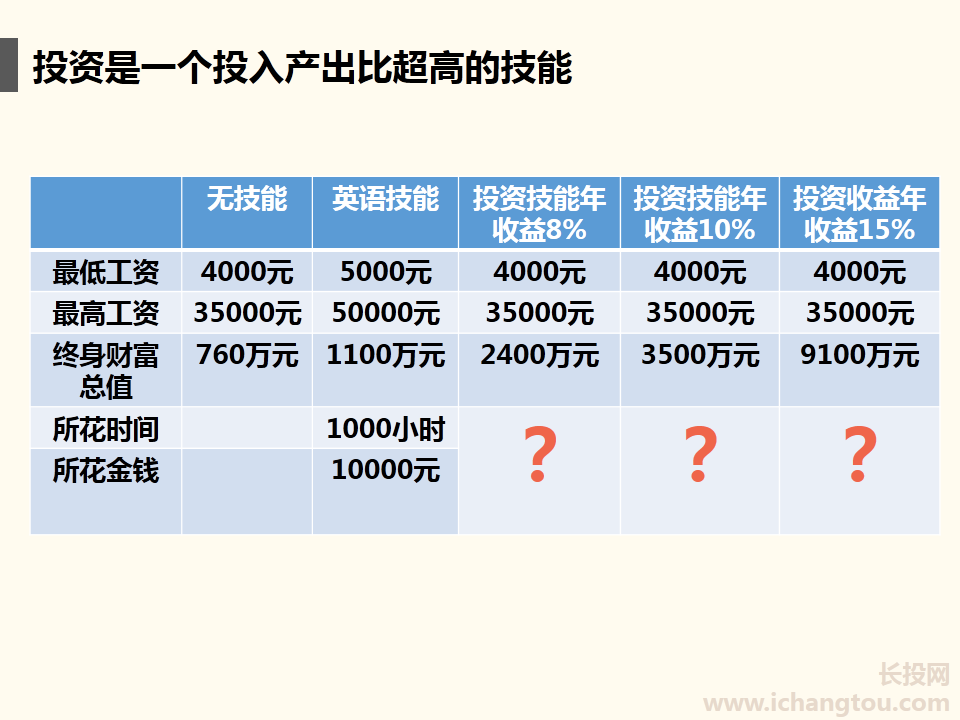 投资是一个投入产出比超高的技能
无技能 英语技能 投资技能年收益8% 投资技能年收益10% 投资收益年收益15%
最低工资 4000元 5000元 4000元 4000元 4000元
最高工资 35000元 50000元 35000元 35000元 35000元
终身财富总值 760万元 1100万元 2400万元 3500万元 9100万元
所花时间 1000小时 ? ? ?
所花金钱 10000元
长投网
www.ichangtou.com